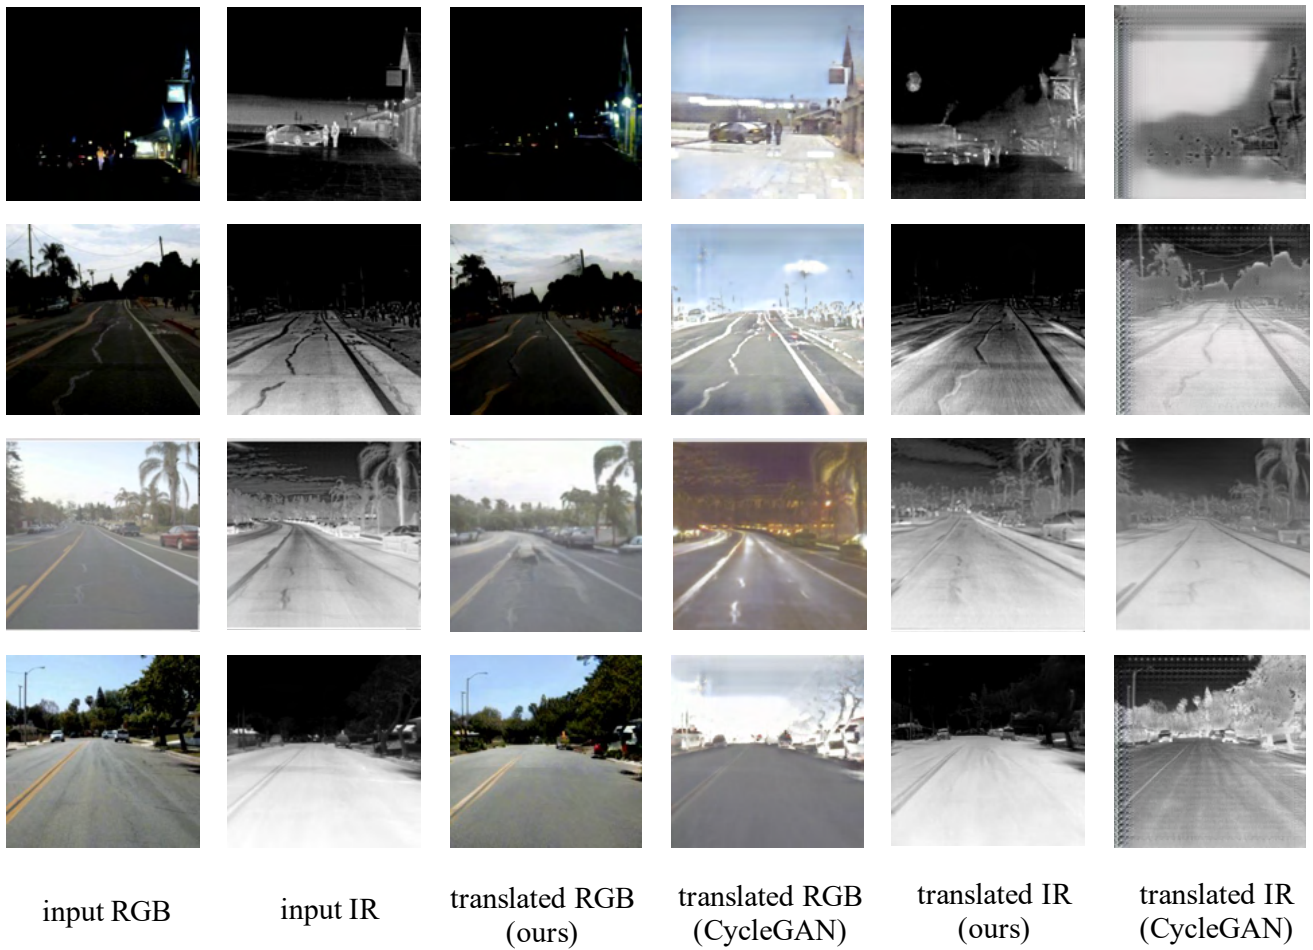 input RGB
input IR
translated RGB
(ours)
translated RGB
(CycleGAN)
translated IR
(ours)
translated IR
(CycleGAN)